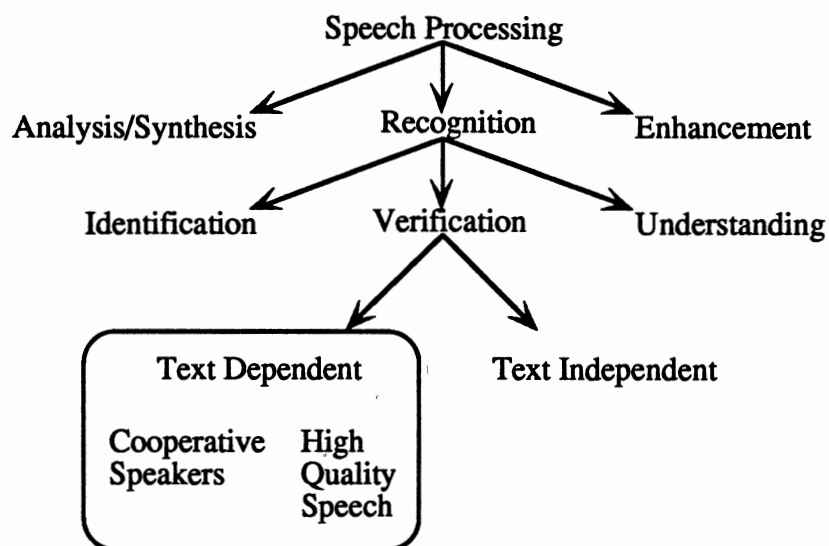 Speech Processing
Analysis/Synthesis Recognition Enhancement
Identification Verification Understanding
Text Dependent Text Independent
Cooperative High
Speakers Quality
Speech